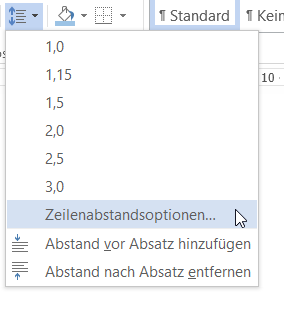 ¶ Standard ¶ Kein
1,0
1,15
1,5
2,0
2,5
3,0
Zeilenabstandsoptionen...
Abstand vor Absatz hinzufügen
Abstand nach Absatz entfernen
10